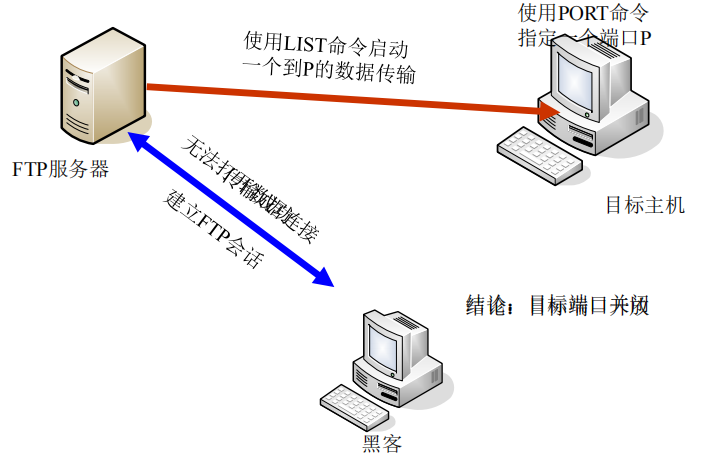 使用PORT命令
指定一个端口P
使用LIST命令启动
一个到P的数据传输
FTP服务器
无法打开数据连接
建立FTP会话
目标主机
结论：目标端口
黑客